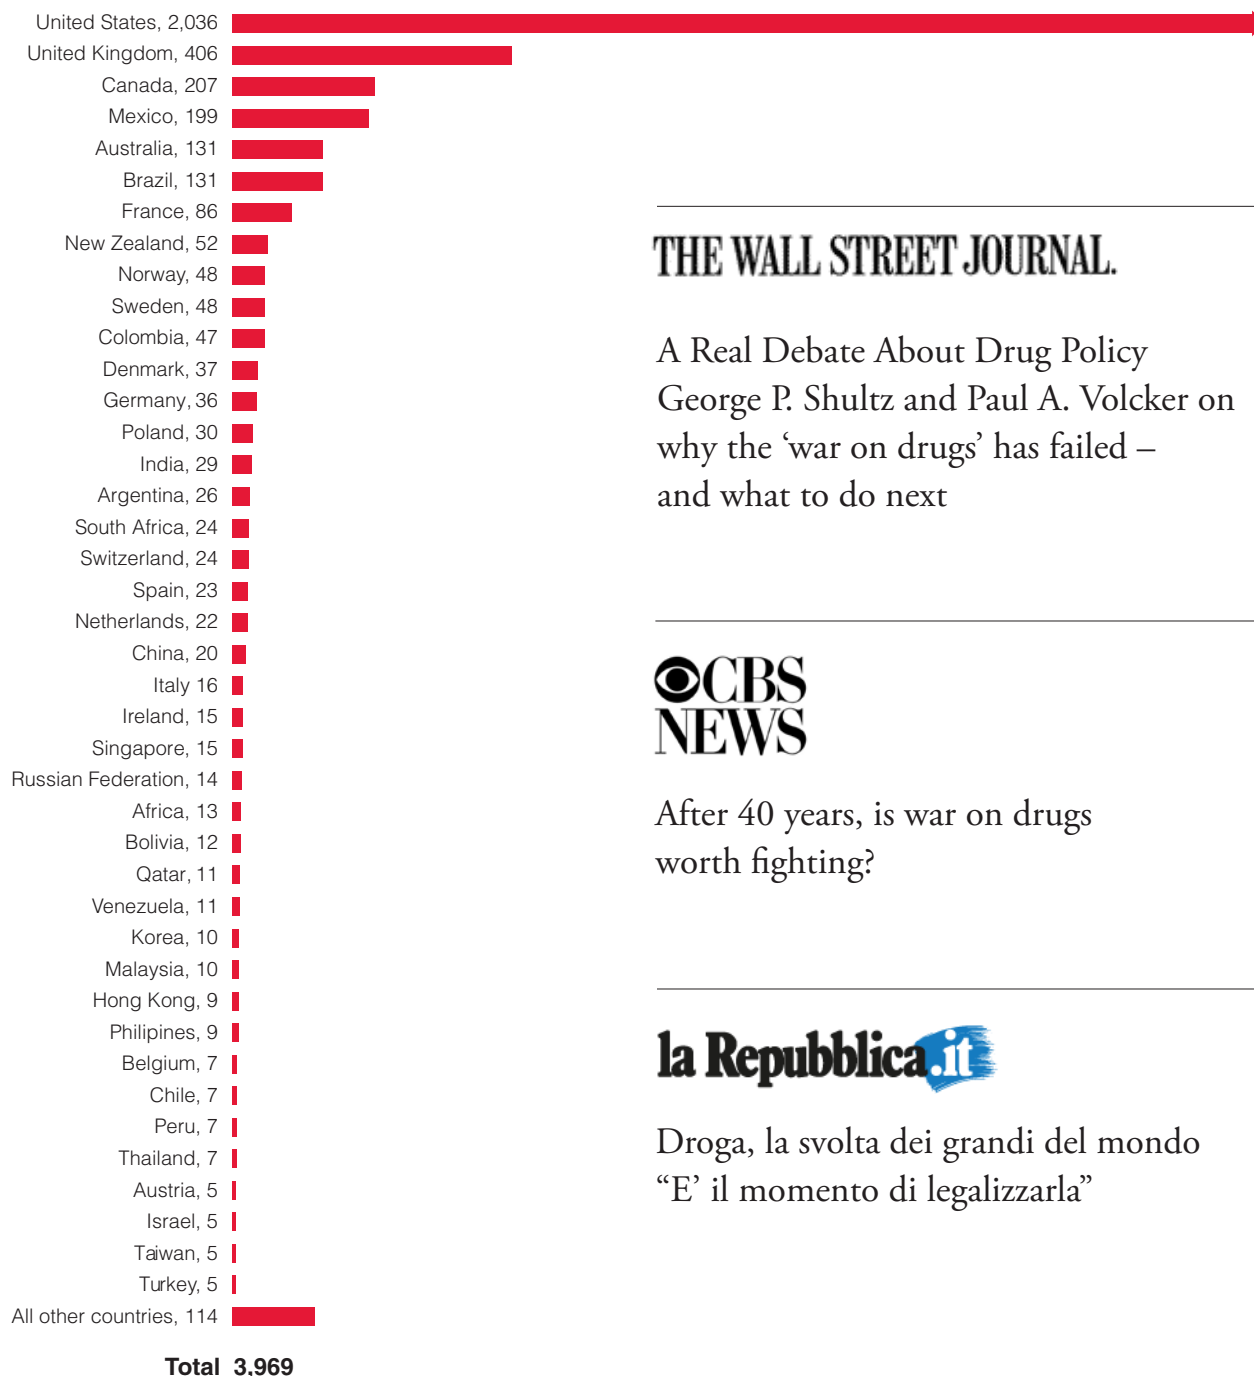 United States, 2,036
United Kingdom, 406
Canada, 207
Mexico, 199
Australia, 131
Brazil, 131
France, 86
New Zealand, 52
Norway, 48
Sweden, 48
Colombia, 47
Denmark, 37
Germany, 36
Poland, 30
India, 29
Argentina, 26
South Africa, 24
Switzerland, 24
Spain, 23
Netherlands, 22
China, 20
Italy 16
Ireland, 15
Singapore, 15
Russian Federation, 14
Africa, 13
Bolivia, 12
Qatar, 11
Venezuela, 11
Korea, 10
Malaysia, 10
Hong Kong, 9
Philipines, 9
Belgium, 7
Chile, 7
Peru, 7
Thailand, 7
Austria, 5
Israel, 5
Taiwan, 5
Turkey, 5
All other countries, 114
Total 3,969
THE WALL STREET JOURNAL.
A Real Debate About Drug Policy
George P. Shultz and Paul A. Volcker on
why the ‘war on drugs’ has failed –
and what to do next
CBS
NEWS
After 40 years, is war on drugs
worth fighting?
la Repubblica.it
Droga, la svolta dei grandi del mondo
“E’ il momento di legalizzarla”